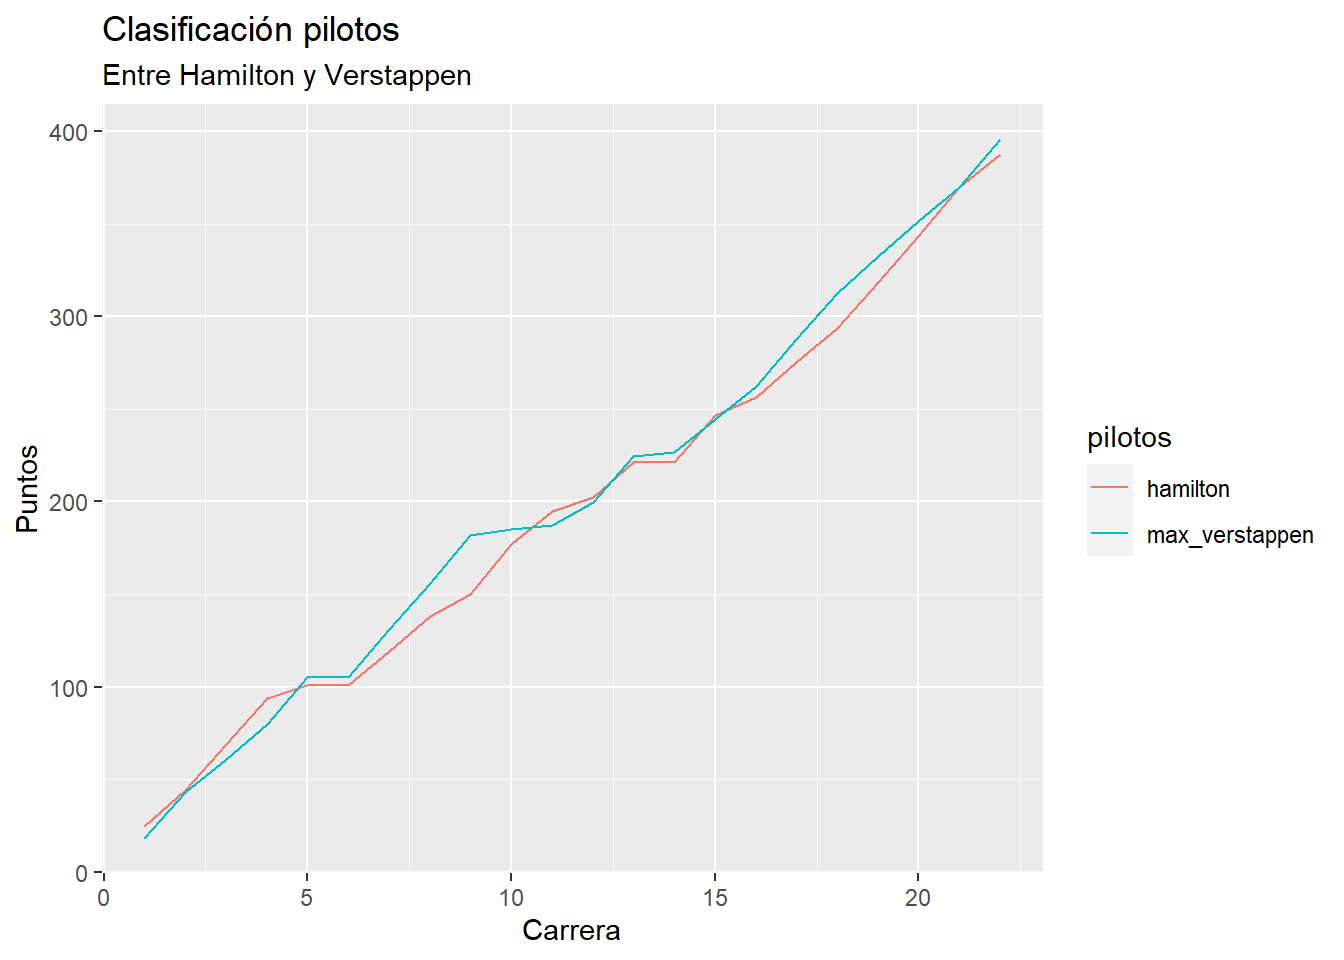 Clasificación pilotos
Entre Hamilton y Verstappen
400
300
200
100
0
Puntos
0 5 10 15 20
Carrera
pilotos
hamilton
max_verstappen